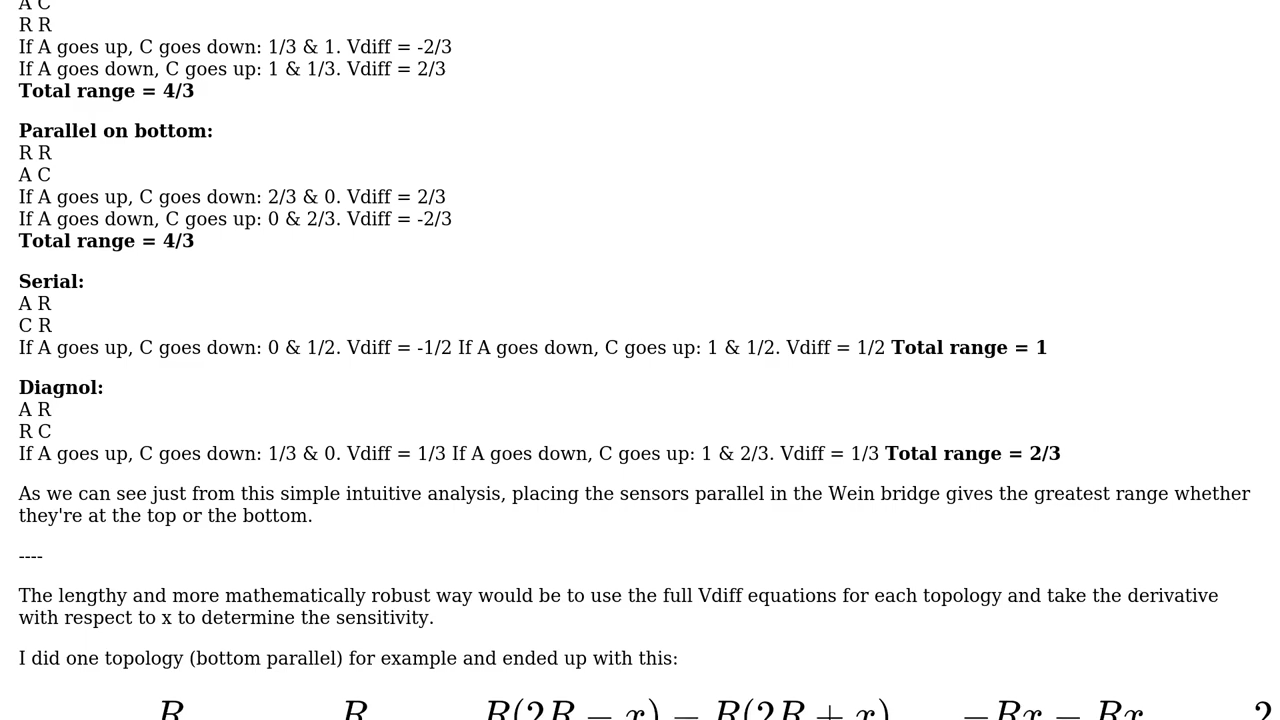 A C
R R
If A goes up, C goes down: 1/3 & 1. Vdiff = -2/3
If A goes down, C goes up: 1 & 1/3. Vdiff = 2/3
Total range = 4/3
Parallel on bottom:
R R
A C
If A goes up, C goes down: 2/3 & 0. Vdiff = 2/3
If A goes down, C goes up: 0 & 2/3. Vdiff = -2/3
Total range = 4/3
Serial:
A R
C R
If A goes up, C goes down: 0 & 1/2. Vdiff = -1/2 If A goes down, C goes up: 1 & 1/2. Vdiff = 1/2 Total range = 1
Diagnol:
A R
R C
If A goes up, C goes down: 1/3 & 0. Vdiff = 1/3 If A goes down, C goes up: 1 & 2/3. Vdiff = 1/3 Total range = 2/3
As we can see just from this simple intuitive analysis, placing the sensors parallel in the Wein bridge gives the greatest range whether
they're at the top or the bottom.
----
The lengthy and more mathematically robust way would be to use the full Vdiff equations for each topology and take the derivative
with respect to x to determine the sensitivity.
I did one topology (bottom parallel) for example and ended up with this:
R R R(2R − x) − R(2R + x) −Rx − Rx 2